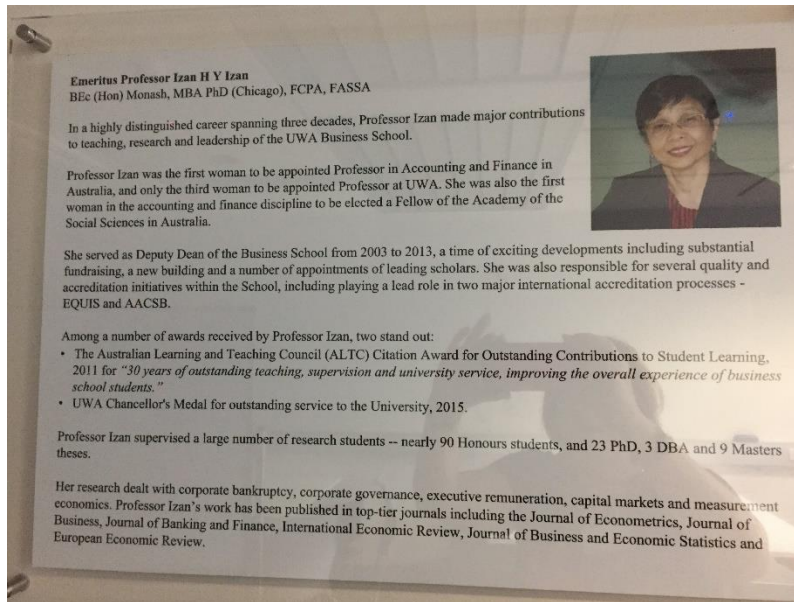 Emeritus Professor Izan H Y Izan
BEc (Hon) Monash, MBA PhD (Chicago), FCPA, FASSA
In a highly distinguished career spanning three decades, Professor Izan made major contributions
to teaching, research and leadership of the UWA Business School.
Professor Izan was the first woman to be appointed Professor in Accounting and Finance in
Australia, and only the third woman to be appointed Professor at UWA. She was also the first
woman in the accounting and finance discipline to be elected a Fellow of the Academy of the
Social Sciences in Australia.
She served as Deputy Dean of the Business School from 2003 to 2013, a time of exciting developments including substantial
fundraising, a new building and a number of appointments of leading scholars. She was also responsible for several quality and
accreditation initiatives within the School, including playing a lead role in two major international accreditation processes -
EQUIS and AACSB.
Among a number of awards received by Professor Izan, two stand out:
• The Australian Learning and Teaching Council (ALTC) Citation Award for Outstanding Contributions to Student Learning,
2011 for "30 years of outstanding teaching, supervision and university service, improving the overall experience of business
school students."
• UWA Chancellor's Medal for outstanding service to the University, 2015.
Professor Izan supervised a large number of research students -- nearly 90 Honours students, and 23 PhD, 3 DBA and 9 Masters
theses.
Her research dealt with corporate bankruptcy, corporate governance, executive remuneration, capital markets and measurement
economics. Professor Izan's work has been published in top-tier journals including the Journal of Econometrics, Journal of
Business, Journal of Banking and Finance, International Economic Review, Journal of Business and Economic Statistics and
European Economic Review.